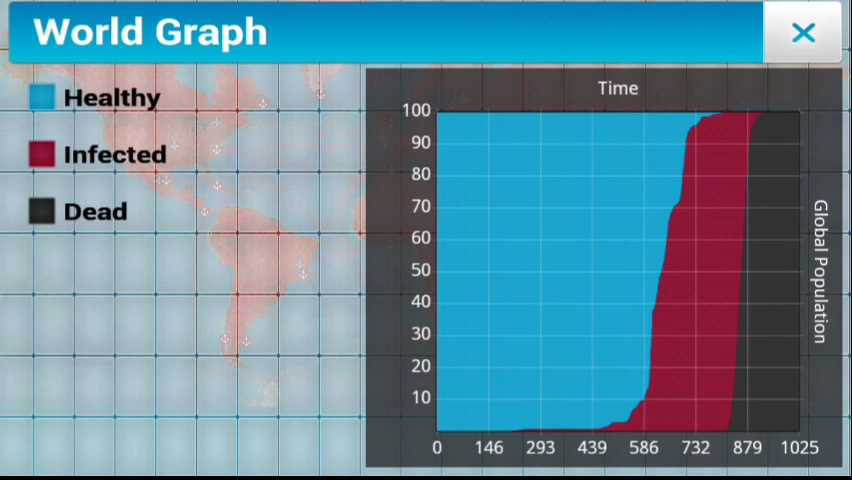 World Graph
×
Healthy
Infected
Dead
Time
100
90
80
70
60
50
40
30
20
10
0 146 293 439 586 732 879 1025
Global Population